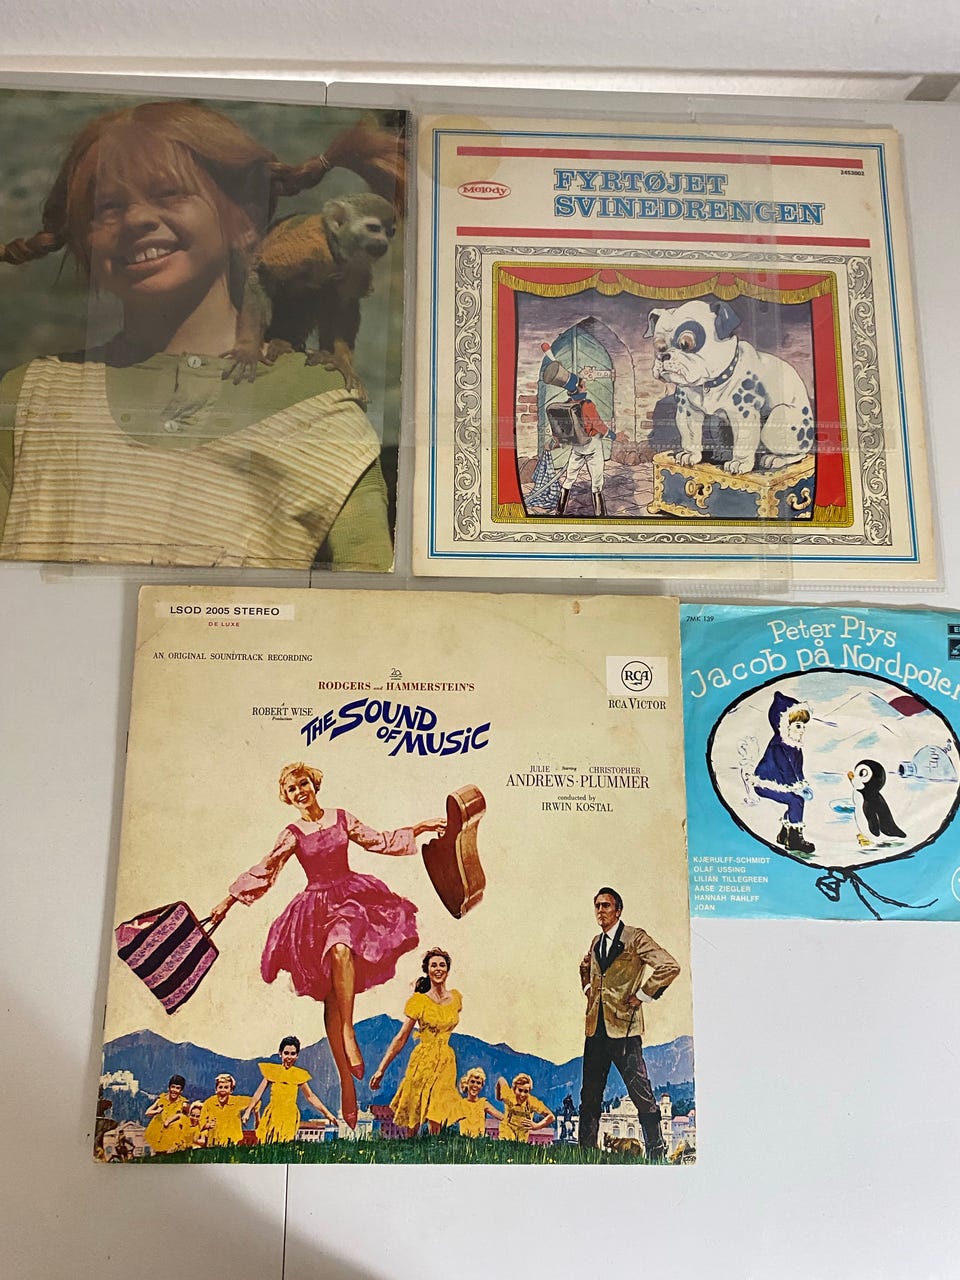 Melody
FYRTØJET
SVINEDRENGEN
2453002
LSOD 2005 STEREO
DE LUXE
AN ORIGINAL SOUNDTRACK RECORDING
RODGERS and HAMMERSTEIN'S
A
ROBERT WISE
Production
THE SOUND
OF MUSIC
RCA
RCA VICTOR
JULIE Starring CHRISTOPHER
ANDREWS · PLUMMER
conducted by
IRWIN KOSTAL
7MK 139
Peter Plys
Jacob på Nordpolen
KJÆRULFF-SCHMIDT
OLAF USSING
LILIAN TILLEGREEN
AASE ZIEGLER
HANNAH RAHLFF
JOAN